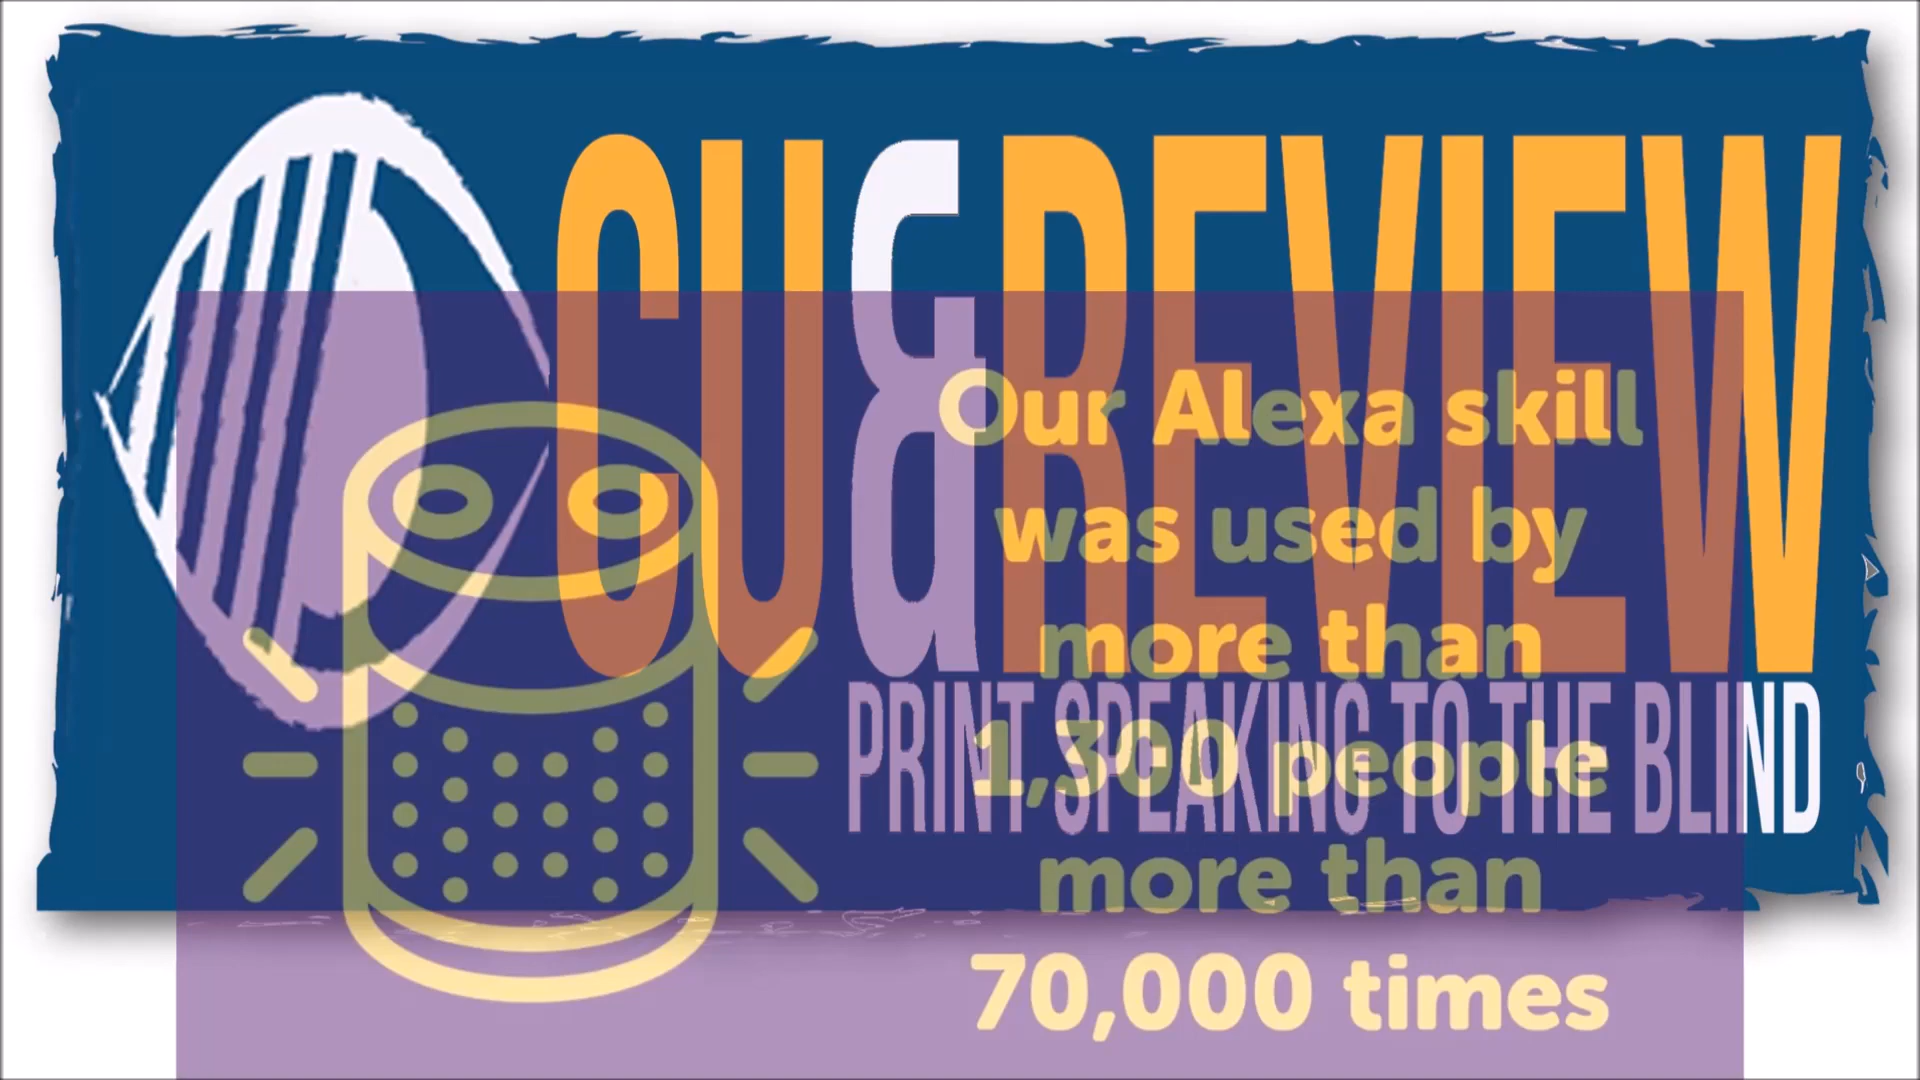 CU&REVIEW
PRINT SPEAKING TO THE BLIND
Our Alexa skill
was used by
more than
1,300 people
more than
70,000 times